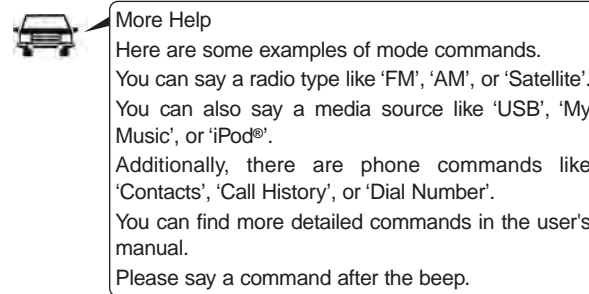 More Help
Here are some examples of mode commands.
You can say a radio type like ‘FM’, ‘AM’, or ‘Satellite’.
You can also say a media source like ‘USB’, ‘My
Music’, or ‘iPod®’.
Additionally, there are phone commands like
‘Contacts’, ‘Call History’, or ‘Dial Number’.
You can find more detailed commands in the user's
manual.
Please say a command after the beep.